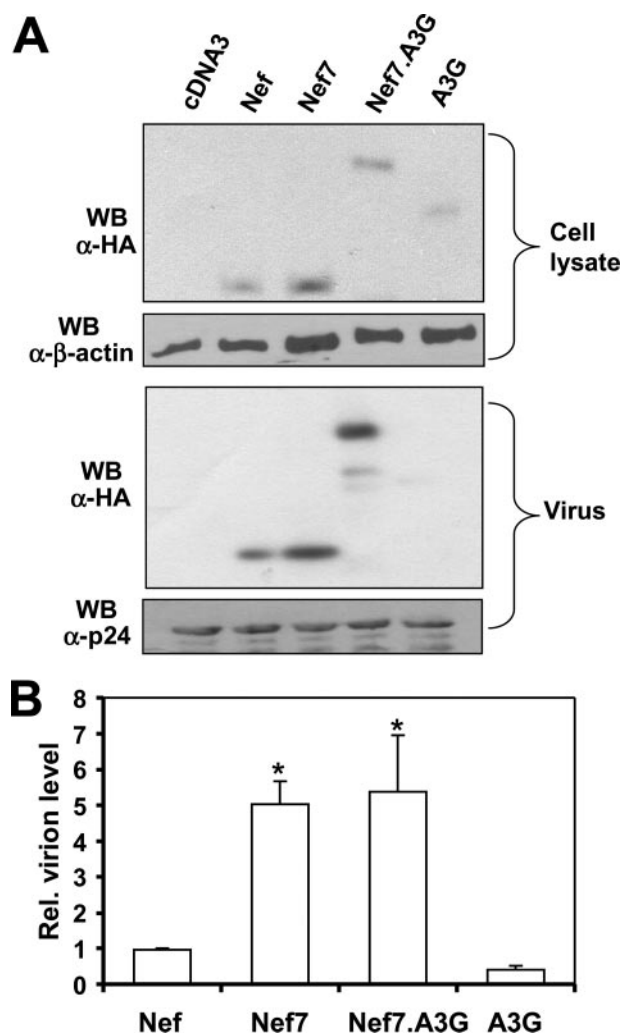 A
cDNA3 Nef Nef7 Nef7.A3G A3G
WB
α-HA
Cell
lysate
WB
α-β-actin
WB
α-HA
Virus
WB
α-p24
B
Rel. virion level
8
7
6
5
4
3
2
1
0
* *
Nef Nef7 Nef7.A3G A3G